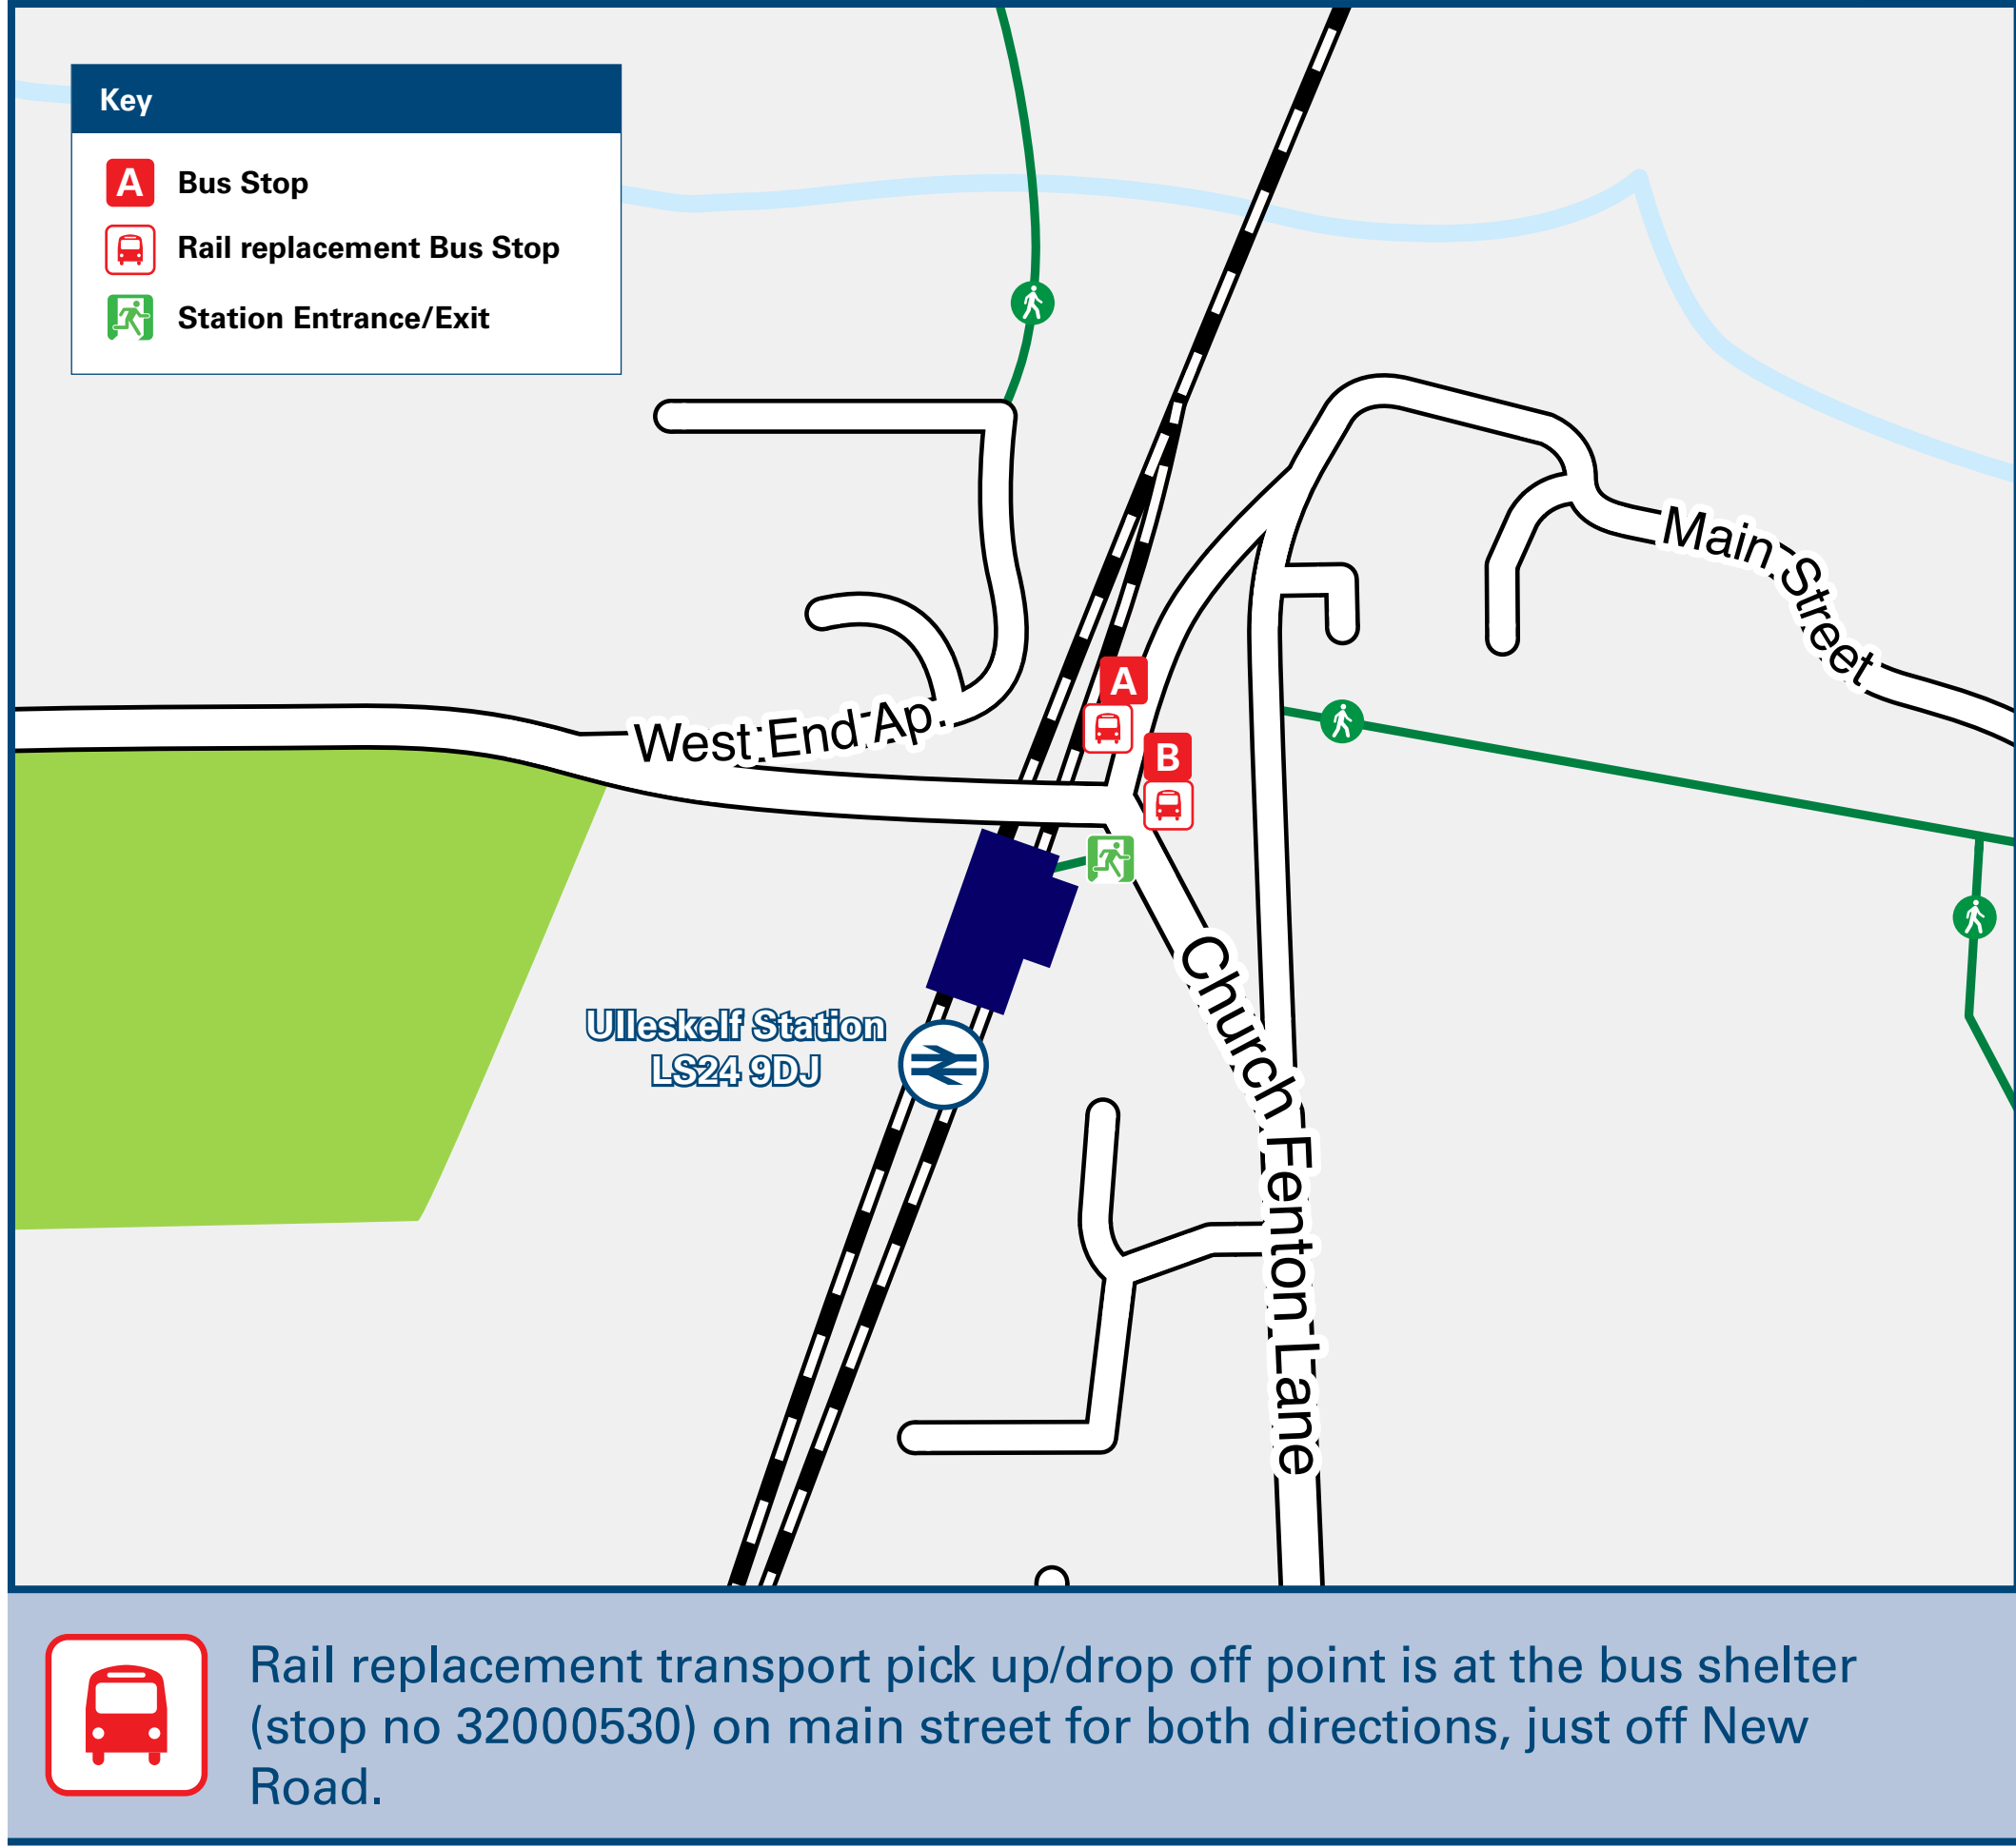 Key
A Bus Stop
Rail replacement Bus Stop
Station Entrance/Exit
Main Street
A
West End Ap.
B
Church Fenton Lane
Ulleskelf Station
LS24 9DJ
Rail replacement transport pick up/drop off point is at the bus shelter
(stop no 32000530) on main street for both directions, just off New
Road.